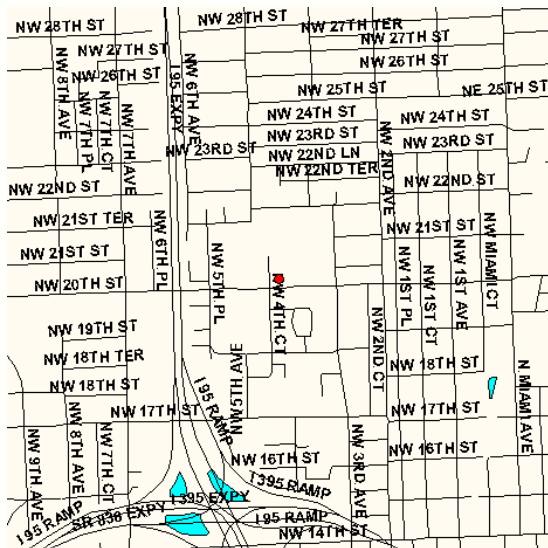 NW 28TH ST
NW 28TH ST
NW 27TH TER
NW 27TH ST
NW 27TH ST
NW 26TH ST
NW 26TH ST
NW 8TH AVE
NW 7TH PL
NW 7TH CT
NW 7TH AVE
I 95 EXPY
NW 6TH AVE
NW 25TH ST
NE 25TH ST
NW 24TH ST
NW 24TH ST
NW 23RD ST
NW 23RD ST
NW 23RD ST
NW 22ND LN
NW 22ND TER
NW 2ND AVE
NW 22ND ST
NW 22ND ST
NW 21ST TER
NW 6TH PL
NW 21ST ST
NW MIAMI CT
NW 21ST ST
NW 5TH PL
NW 1ST PL
NW 1ST CT
NW 1ST AVE
NW 20TH ST
NW 4TH CT
NW 2ND CT
NW 19TH ST
NW 18TH TER
NW 5TH AVE
NW 18TH ST
N MIAMI AVE
NW 18TH ST
I 95 RAMP
NW 17TH ST
NW 17TH ST
NW 9TH AVE
NW 8TH AVE
NW 7TH CT
NW 3RD AVE
NW 16TH ST
NW 16TH ST
I 395 RAMP
I 395 EXPY
SR 836 EXPY
I 95 RAMP
I 95 RAMP
NW 14TH ST